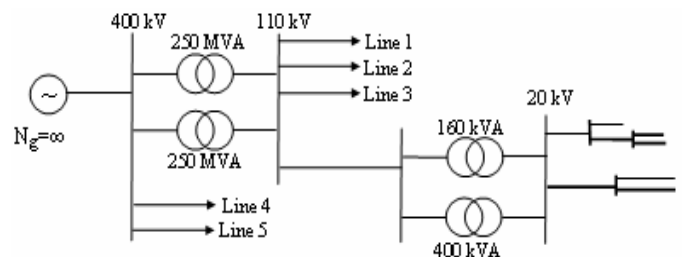 400 kV
110 kV
250 MVA
Line 1
Line 2
Line 3
~
N_g=∞
250 MVA
20 kV
160 kVA
Line 4
Line 5
400 kVA